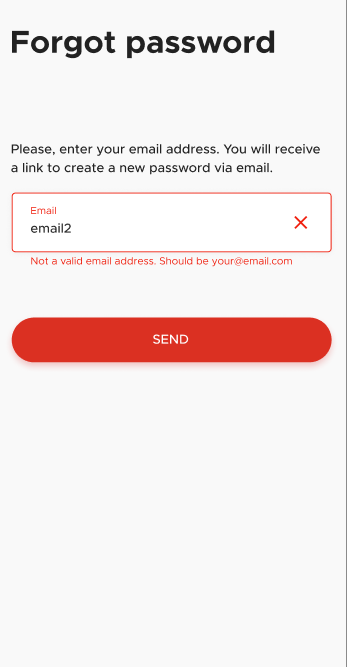 Forgot password
Please, enter your email address. You will receive
a link to create a new password via email.
Email
email2
Not a valid email address. Should be your@email.com
SEND